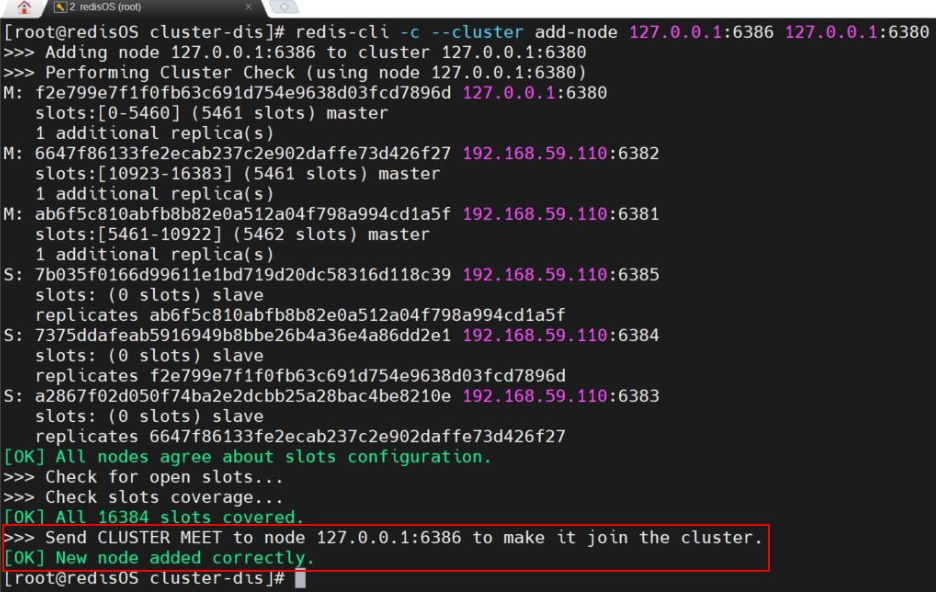 2. redisOS (root)
[root@redisOS cluster-dis]# redis-cli -c --cluster add-node 127.0.0.1:6386 127.0.0.1:6380
>>> Adding node 127.0.0.1:6386 to cluster 127.0.0.1:6380
>>> Performing Cluster Check (using node 127.0.0.1:6380)
M: f2e799e7f1f0fb63c691d754e9638d03fcd7896d 127.0.0.1:6380
   slots:[0-5460] (5461 slots) master
   1 additional replica(s)
M: 6647f86133fe2ecab237c2e902daffe73d426f27 192.168.59.110:6382
   slots:[10923-16383] (5461 slots) master
   1 additional replica(s)
M: ab6f5c810abfb8b82e0a512a04f798a994cd1a5f 192.168.59.110:6381
   slots:[5461-10922] (5462 slots) master
   1 additional replica(s)
S: 7b035f0166d99611e1bd719d20dc58316d118c39 192.168.59.110:6385
   slots: (0 slots) slave
   replicates ab6f5c810abfb8b82e0a512a04f798a994cd1a5f
S: 7375ddafeab5916949b8bbe26b4a36e4a86dd2e1 192.168.59.110:6384
   slots: (0 slots) slave
   replicates f2e799e7f1f0fb63c691d754e9638d03fcd7896d
S: a2867f02d050f74ba2e2dcbb25a28bac4be8210e 192.168.59.110:6383
   slots: (0 slots) slave
   replicates 6647f86133fe2ecab237c2e902daffe73d426f27
[OK] All nodes agree about slots configuration.
>>> Check for open slots...
>>> Check slots coverage...
[OK] All 16384 slots covered.
>>> Send CLUSTER MEET to node 127.0.0.1:6386 to make it join the cluster.
[OK] New node added correctly.
[root@redisOS cluster-dis]#